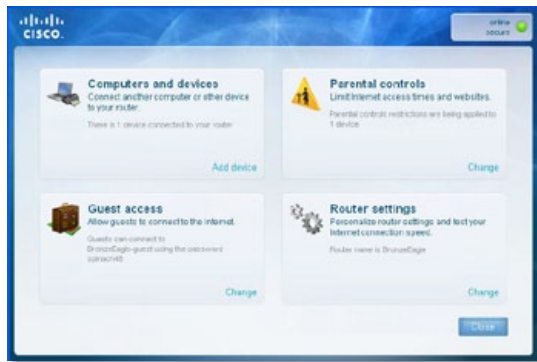 CISCO.
online
secure
Computers and devices
Connect another computer or other device
to your router.
There is 1 device connected to your router
Add device
Parental controls
Limit Internet access times and websites.
Parental controls restrictions are being applied to
1 device
Change
Guest access
Allow guests to connect to the internet.
Guests can connect to
BronzeEagle-guest using the password
spinach48
Change
Router settings
Personalize router settings and test your
Internet connection speed.
Router name is BronzeEagle
Change
Close